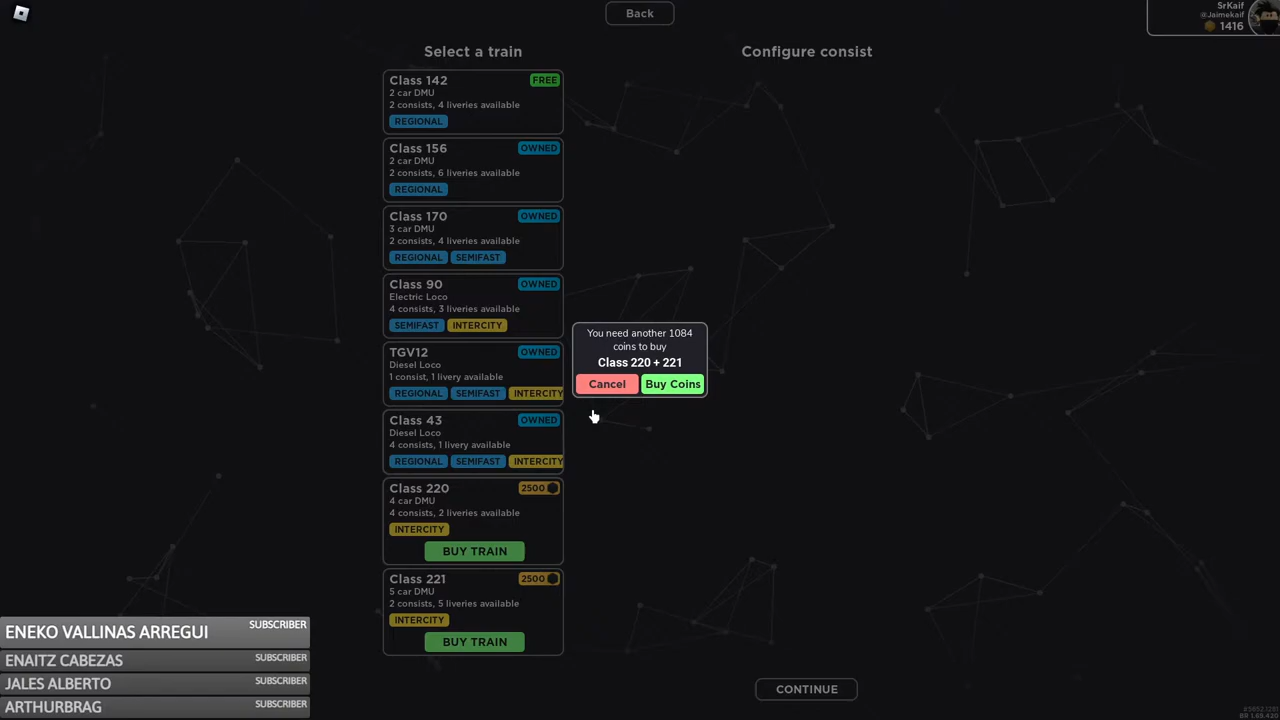 Back
SrKaif
@Jaimekaif
1416
Select a train
Configure consist
Class 142
FREE
2 car DMU
2 consists, 4 liveries available
REGIONAL
Class 156
OWNED
2 car DMU
2 consists, 6 liveries available
REGIONAL
Class 170
OWNED
3 car DMU
2 consists, 4 liveries available
REGIONAL SEMIFAST
Class 90
OWNED
Electric Loco
4 consists, 3 liveries available
SEMIFAST INTERCITY
TGV12
OWNED
Diesel Loco
1 consist, 1 livery available
REGIONAL SEMIFAST INTERCITY
Class 43
OWNED
Diesel Loco
4 consists, 1 livery available
REGIONAL SEMIFAST INTERCITY
Class 220
2500
4 car DMU
4 consists, 2 liveries available
INTERCITY
BUY TRAIN
Class 221
2500
5 car DMU
2 consists, 5 liveries available
INTERCITY
BUY TRAIN
You need another 1084
coins to buy
Class 220 + 221
Cancel Buy Coins
CONTINUE
ENEKO VALLINAS ARREGUI SUBSCRIBER
ENAITZ CABEZAS SUBSCRIBER
JALES ALBERTO SUBSCRIBER
ARTHURBRAG SUBSCRIBER